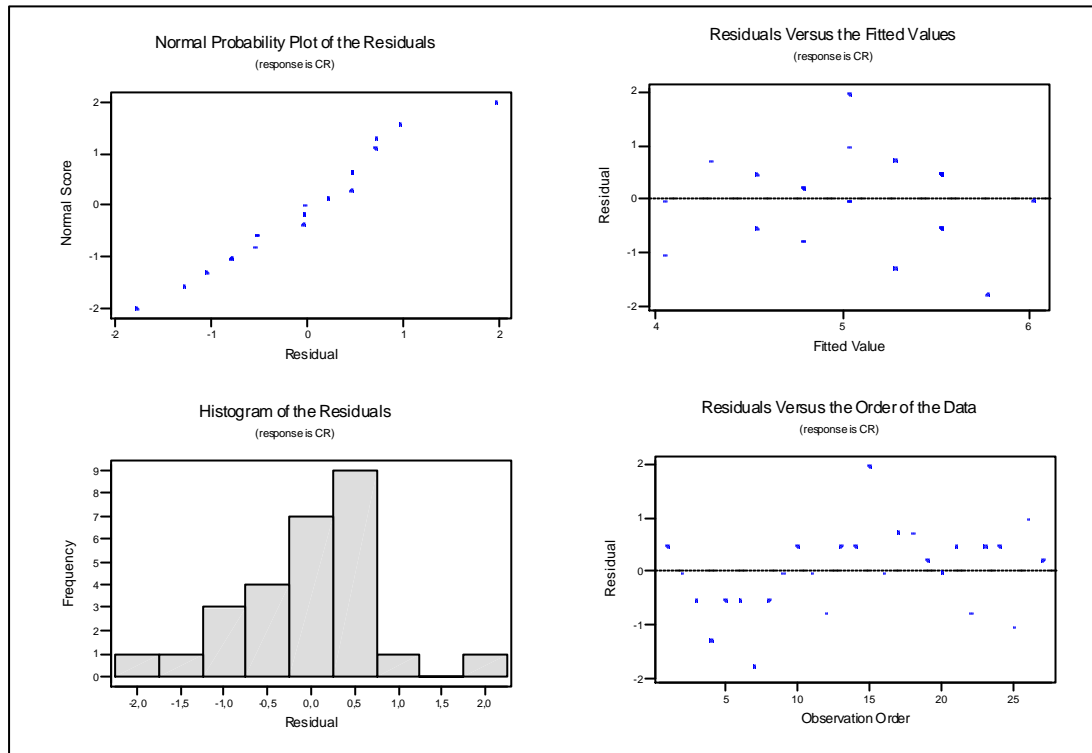 Normal Probability Plot of the Residuals
(response is CR)
2
1
0
-1
-2
Normal Score
-2
-1
0
1
2
Residual
Residuals Versus the Fitted Values
(response is CR)
2
1
0
-1
-2
Residual
4
5
6
Fitted Value
Histogram of the Residuals
(response is CR)
9
8
7
6
5
4
3
2
1
0
Frequency
-2,0
-1,5
-1,0
-0,5
0,0
0,5
1,0
1,5
2,0
Residual
Residuals Versus the Order of the Data
(response is CR)
2
1
0
-1
-2
Residual
5
10
15
20
25
Observation Order